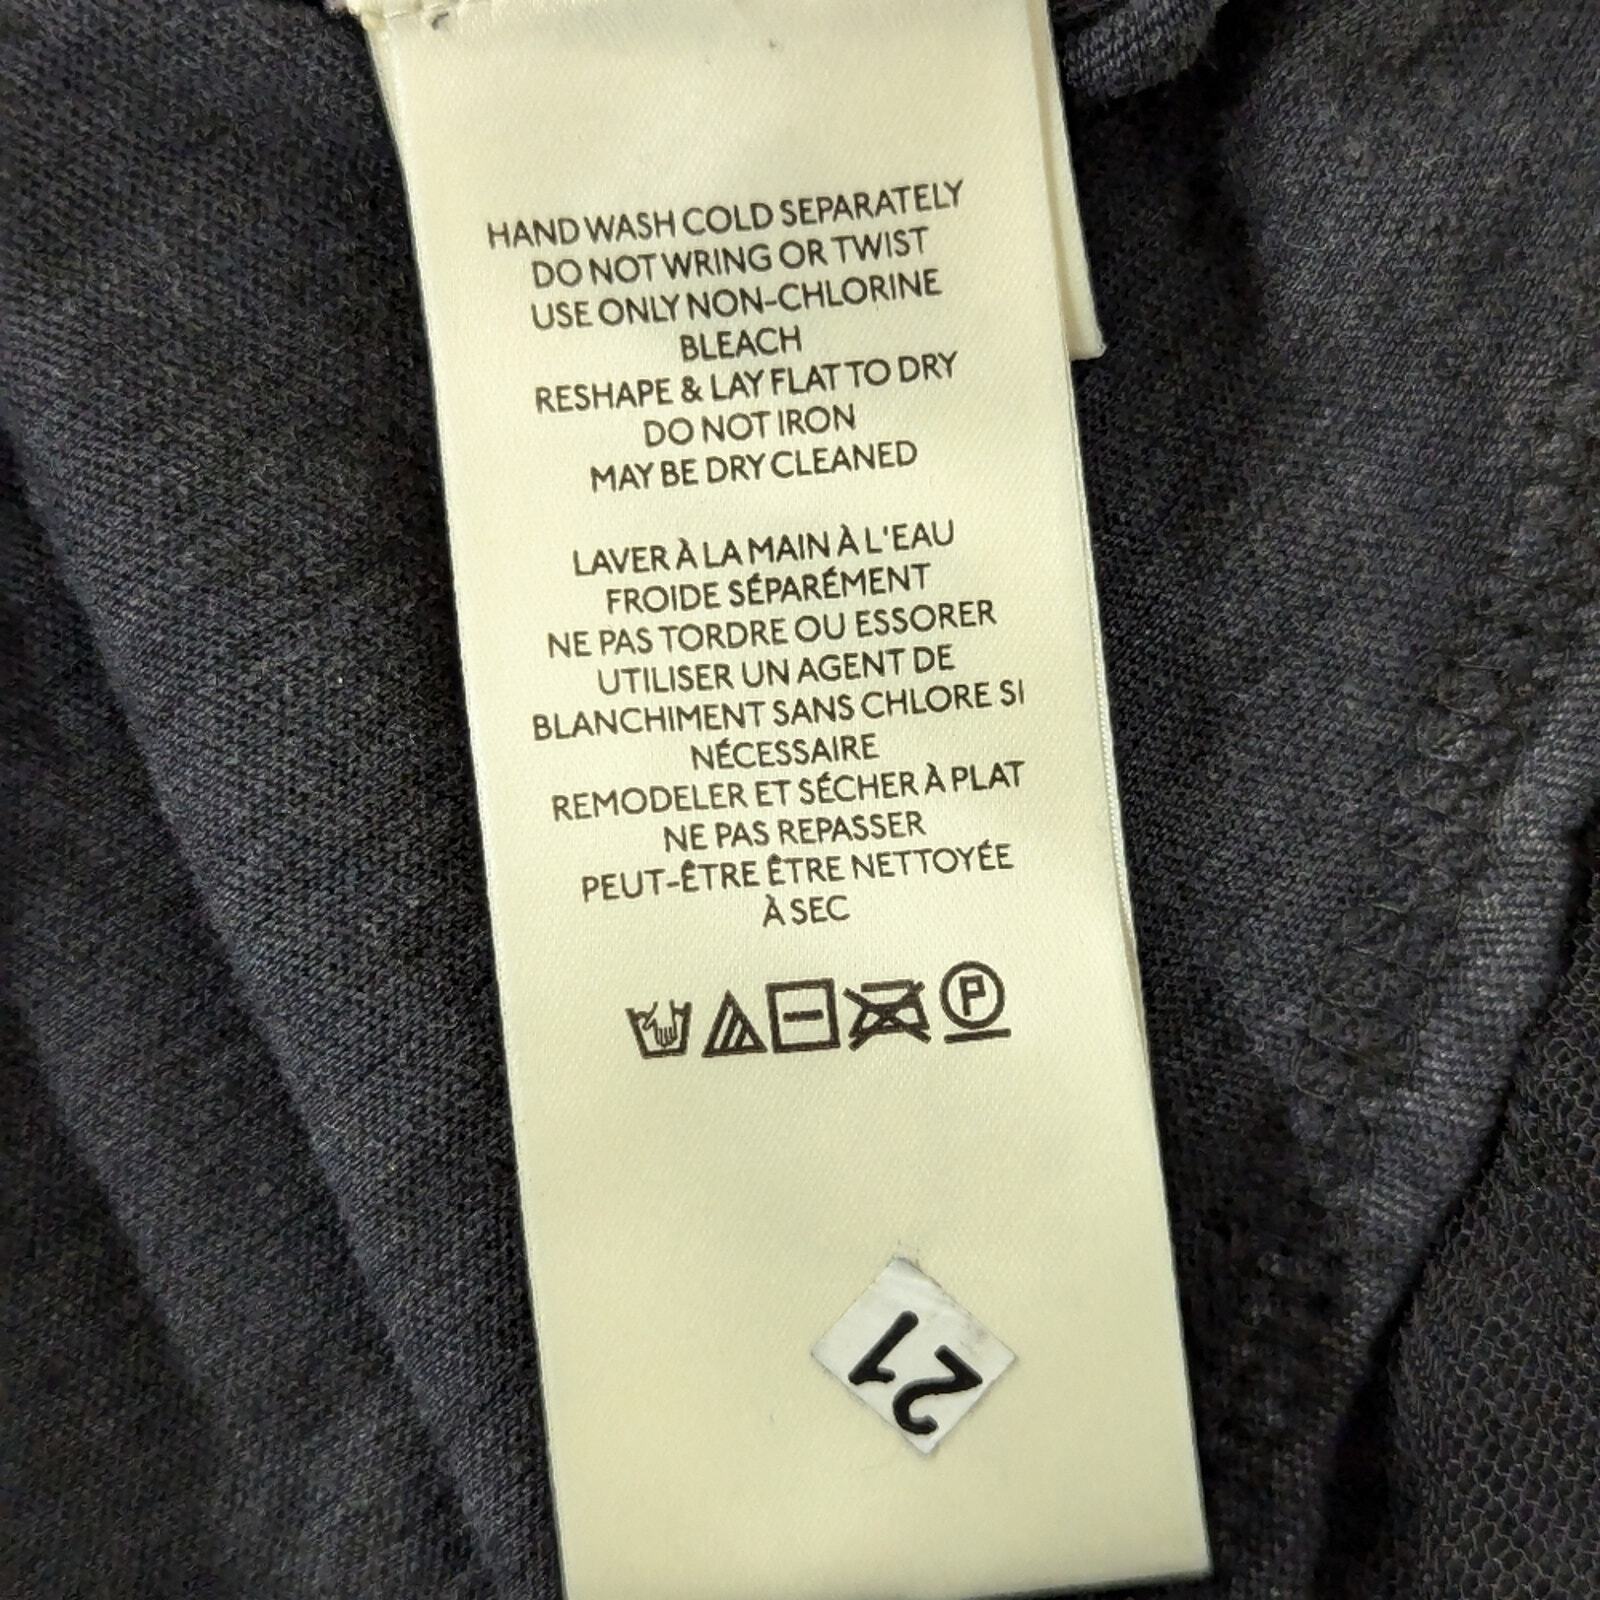 HAND WASH COLD SEPARATELY
DO NOT WRING OR TWIST
USE ONLY NON-CHLORINE
BLEACH
RESHAPE & LAY FLAT TO DRY
DO NOT IRON
MAY BE DRY CLEANED
LAVER À LA MAIN À L'EAU
FROIDE SÉPARÉMENT
NE PAS TORDRE OU ESSORER
UTILISER UN AGENT DE
BLANCHIMENT SANS CHLORE SI
NÉCESSAIRE
REMODELER ET SÉCHER À PLAT
NE PAS REPASSER
PEUT-ÊTRE ÊTRE NETTOYÉE
À SEC
P
21